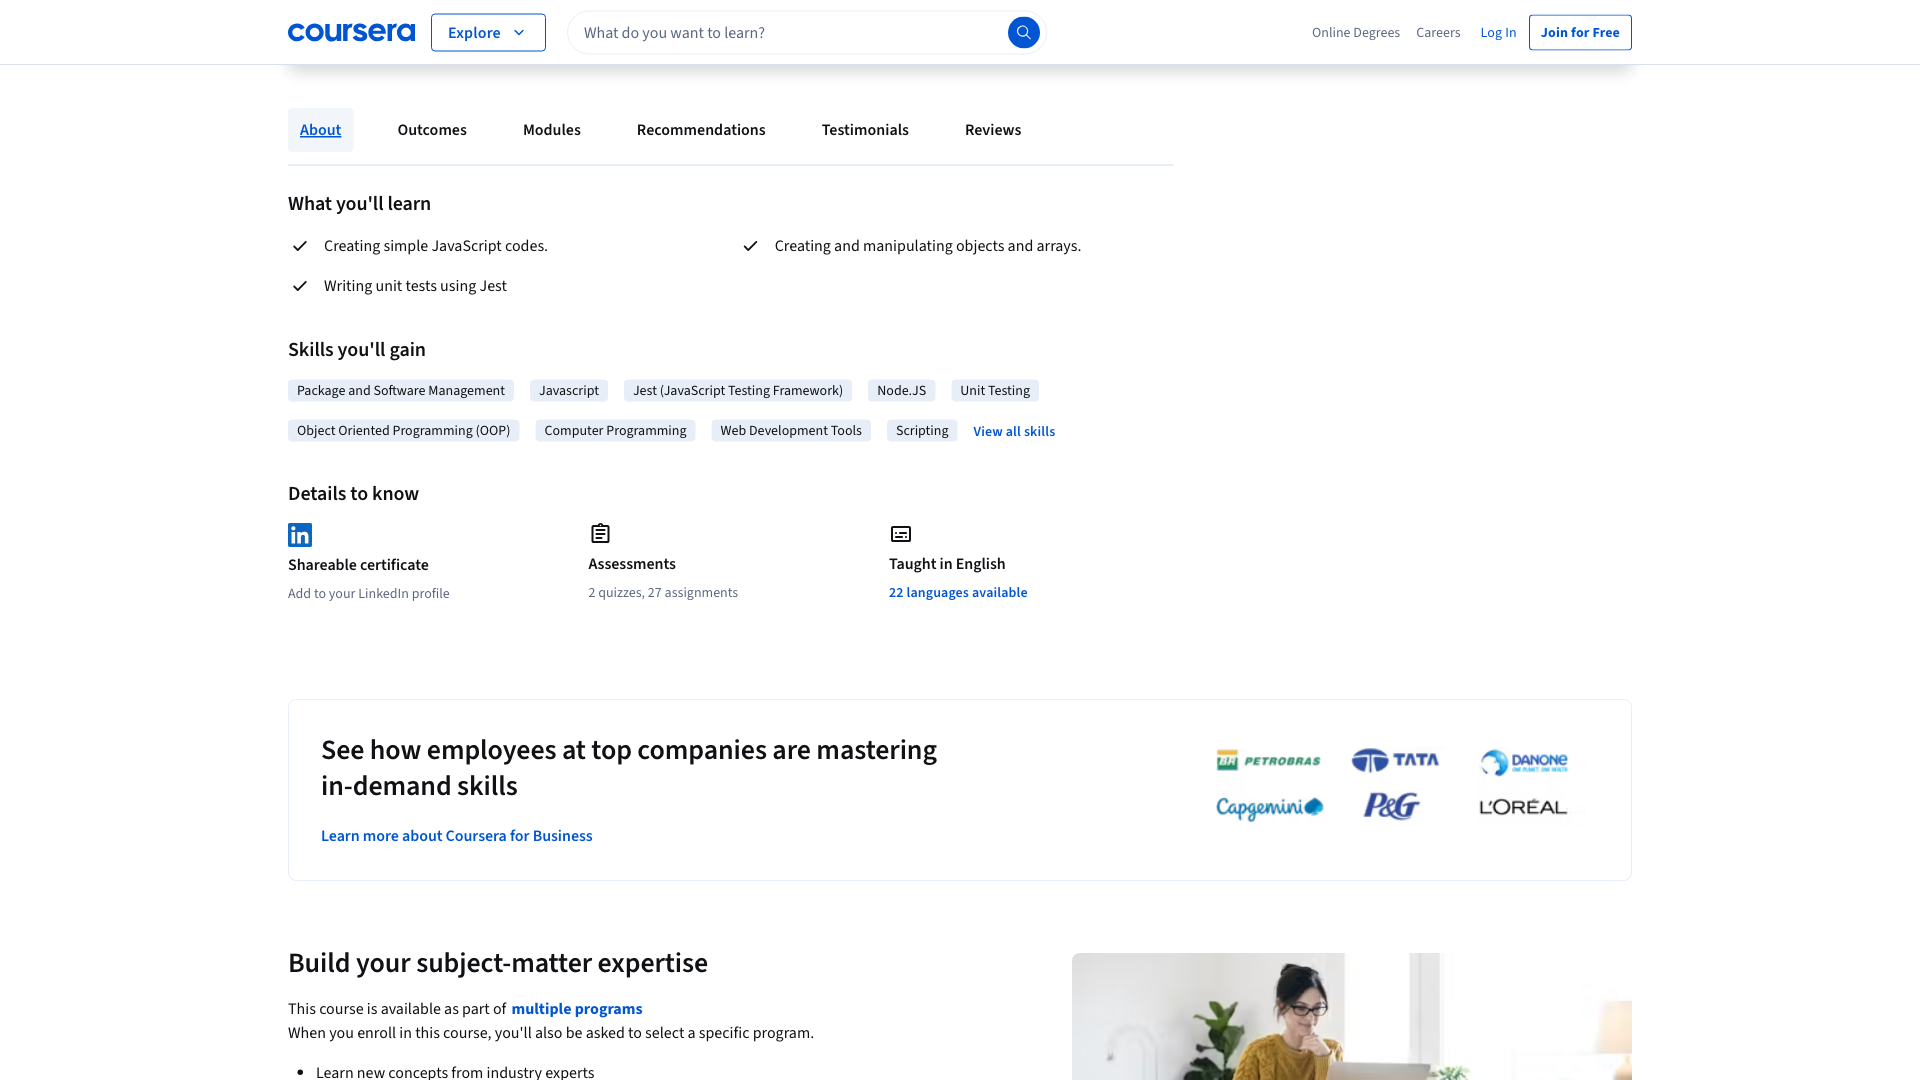 coursera
Explore
What do you want to learn?
Online Degrees
Careers
Log In
Join for Free
About
Outcomes
Modules
Recommendations
Testimonials
Reviews
What you'll learn
Creating simple JavaScript codes.
Creating and manipulating objects and arrays.
Writing unit tests using Jest
Skills you'll gain
Package and Software Management
Javascript
Jest (JavaScript Testing Framework)
Node.JS
Unit Testing
Object Oriented Programming (OOP)
Computer Programming
Web Development Tools
Scripting
View all skills
Details to know
in
Shareable certificate
Add to your LinkedIn profile
Assessments
2 quizzes, 27 assignments
Taught in English
22 languages available
See how employees at top companies are mastering
in-demand skills
Learn more about Coursera for Business
BR PETROBRAS
TATA
DANONE
ONE PLANET. ONE HEALTH
Capgemini
P&G
L'ORÉAL
Build your subject-matter expertise
This course is available as part of multiple programs
When you enroll in this course, you'll also be asked to select a specific program.
Learn new concepts from industry experts